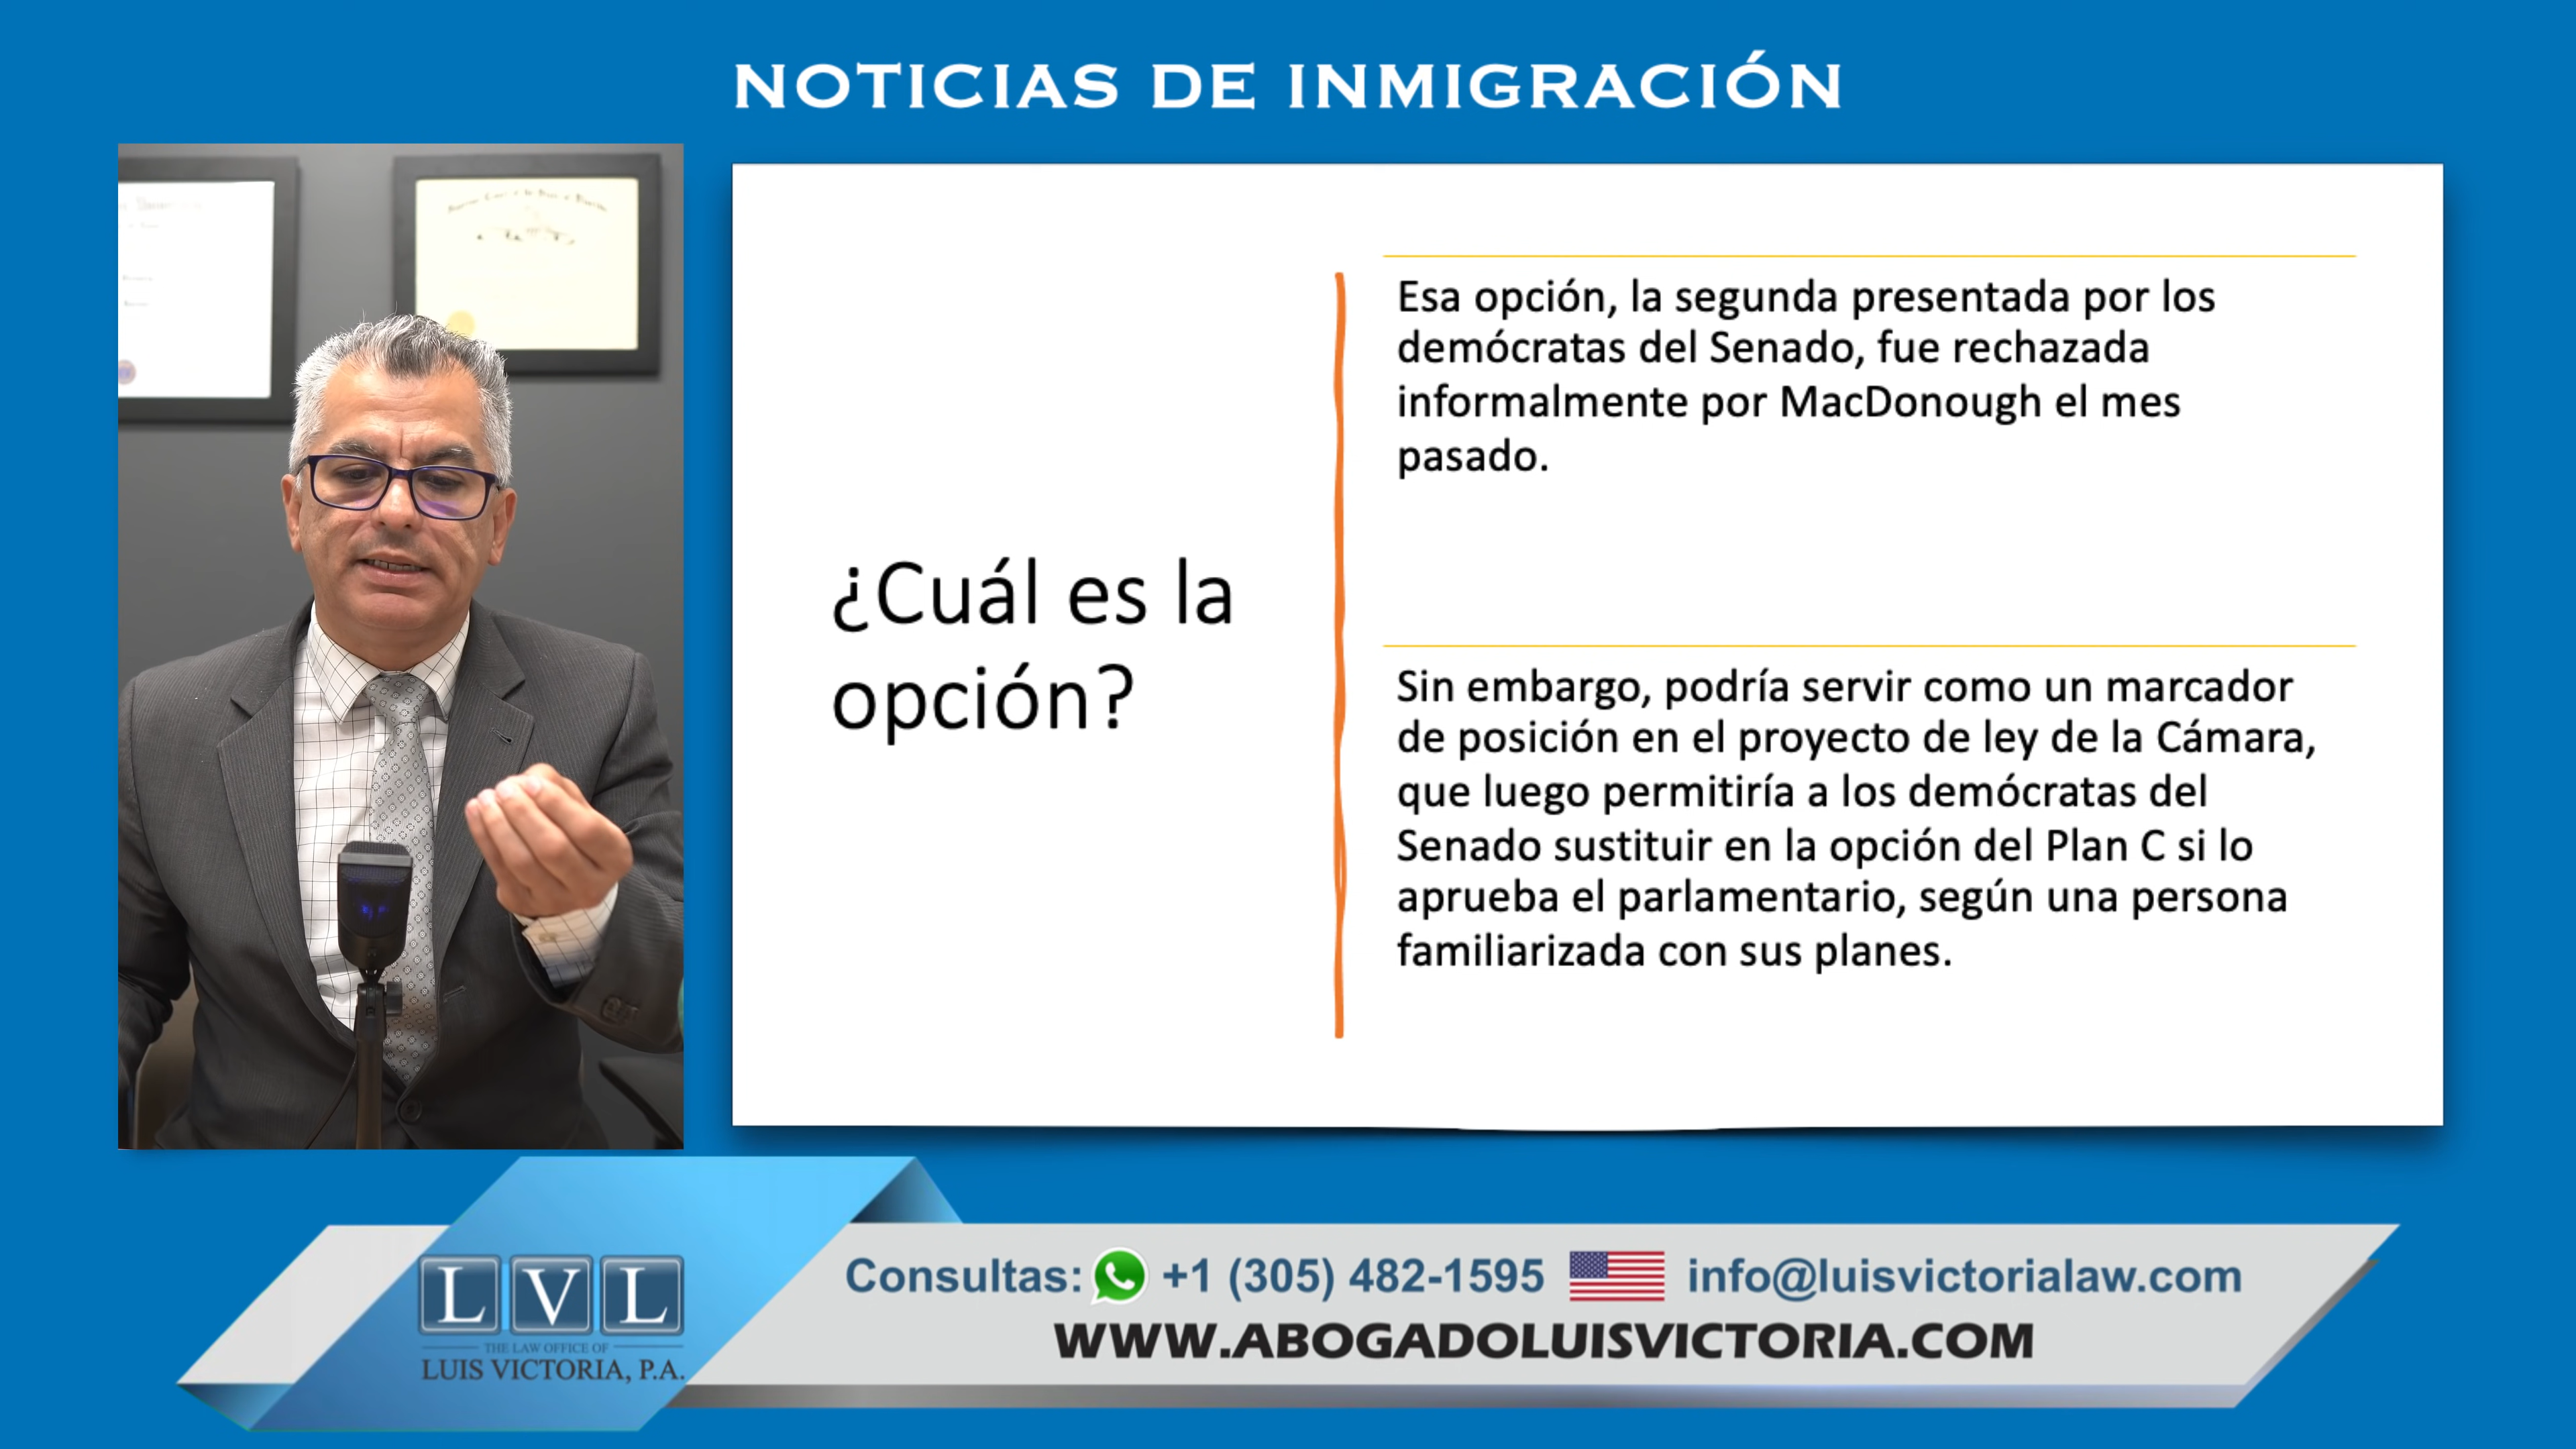 NOTICIAS DE INMIGRACIÓN
¿Cuál es la
opción?
Esa opción, la segunda presentada por los
demócratas del Senado, fue rechazada
informalmente por MacDonough el mes
pasado.
Sin embargo, podría servir como un marcador
de posición en el proyecto de ley de la Cámara,
que luego permitiría a los demócratas del
Senado sustituir en la opción del Plan C si lo
aprueba el parlamentario, según una persona
familiarizada con sus planes.
LVL
THE LAW OFFICE OF
LUIS VICTORIA, P.A.
Consultas: +1 (305) 482-1595 info@luisvictorialaw.com
WWW.ABOGADOLUISVICTORIA.COM